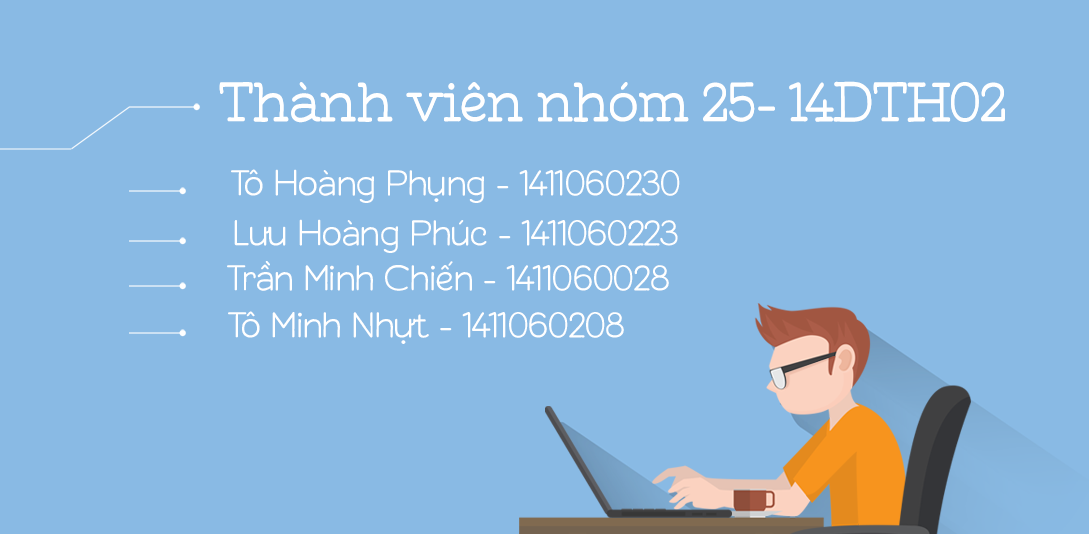 Thành viên nhóm 25- 14DTH02
Tô Hoàng Phụng - 1411060230
Lưu Hoàng Phúc - 1411060223
Trần Minh Chiến - 1411060028
Tô Minh Nhựt - 1411060208